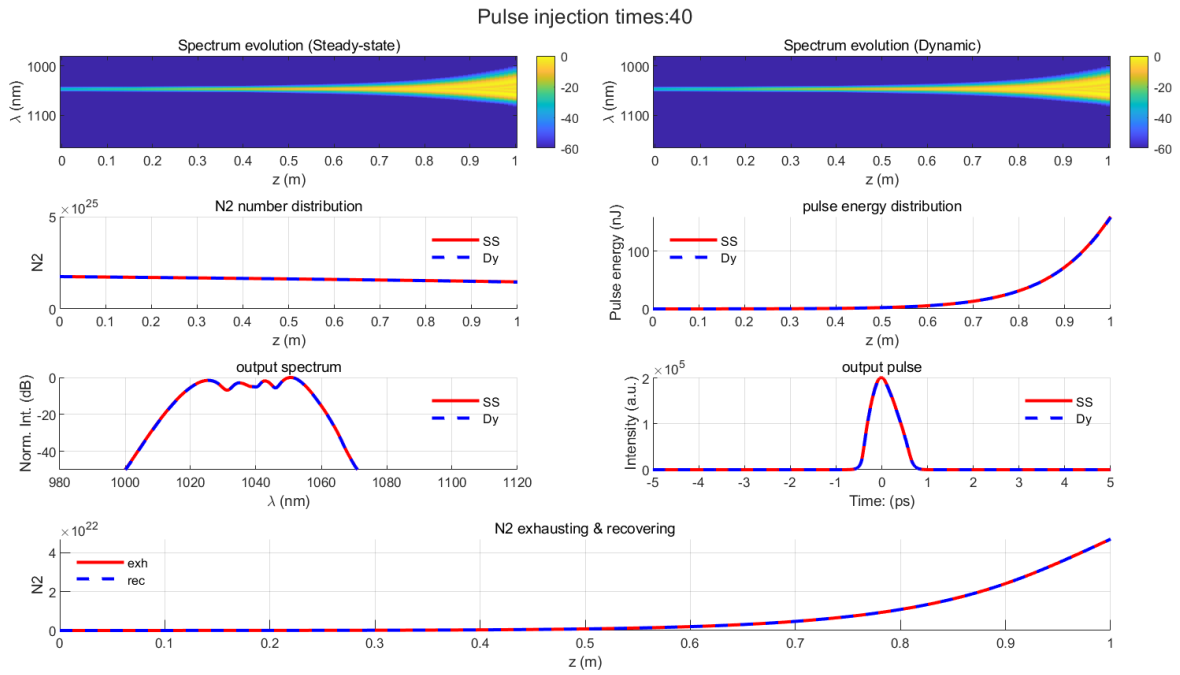 Pulse injection times:40
Spectrum evolution (Steady-state)
λ (nm)
1000
1100
0 0.1 0.2 0.3 0.4 0.5 0.6 0.7 0.8 0.9 1
z (m)
0
-20
-40
-60
Spectrum evolution (Dynamic)
λ (nm)
1000
1100
0 0.1 0.2 0.3 0.4 0.5 0.6 0.7 0.8 0.9 1
z (m)
0
-20
-40
-60
N2 number distribution
×10^25
N2
5
0
SS
Dy
0 0.1 0.2 0.3 0.4 0.5 0.6 0.7 0.8 0.9 1
z (m)
pulse energy distribution
Pulse energy (nJ)
100
0
SS
Dy
0 0.1 0.2 0.3 0.4 0.5 0.6 0.7 0.8 0.9 1
z (m)
output spectrum
Norm. Int. (dB)
0
-20
-40
SS
Dy
980 1000 1020 1040 1060 1080 1100 1120
λ (nm)
output pulse
×10^5
Intensity (a.u.)
2
1
0
SS
Dy
-5 -4 -3 -2 -1 0 1 2 3 4 5
Time: (ps)
N2 exhausting & recovering
×10^22
N2
4
2
0
exh
rec
0 0.1 0.2 0.3 0.4 0.5 0.6 0.7 0.8 0.9 1
z (m)